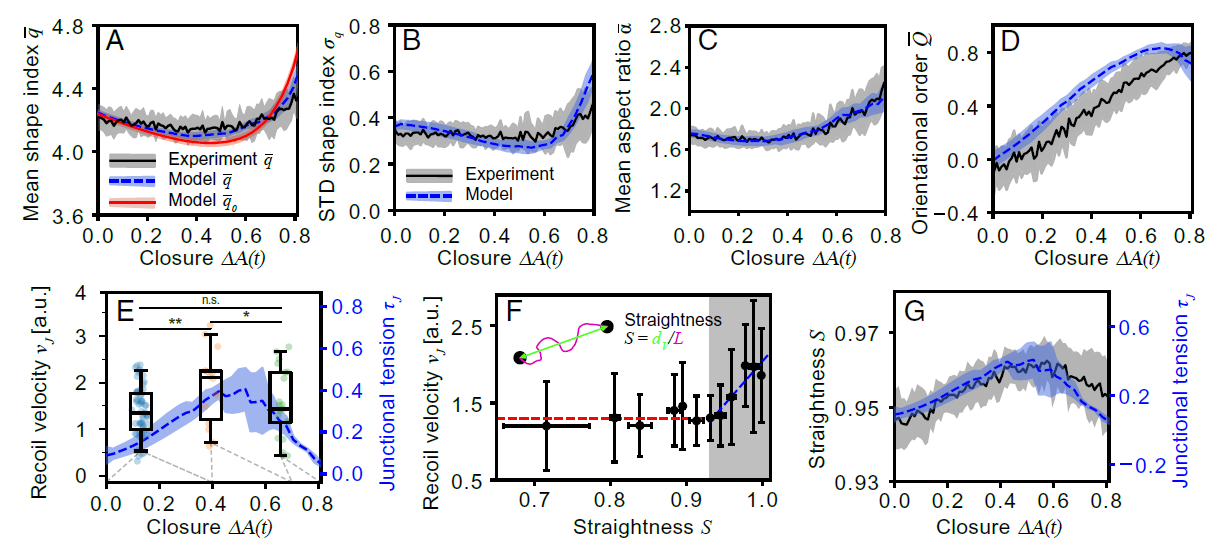 A
Mean shape index q̅
4.8
4.4
4.0
3.6
Experiment q̅
Model q̅
Model q̅₀
0.0 0.2 0.4 0.6 0.8
Closure ΔA(t)
B
STD shape index σ_q
0.8
0.6
0.4
0.2
0.0
Experiment
Model
0.0 0.2 0.4 0.6 0.8
Closure ΔA(t)
C
Mean aspect ratio α̅
2.8
2.4
2.0
1.6
1.2
0.0 0.2 0.4 0.6 0.8
Closure ΔA(t)
D
Orientational order Q̅
0.8
0.4
0.0
−0.4
0.0 0.2 0.4 0.6 0.8
Closure ΔA(t)
E
Recoil velocity v_J [a.u.]
4
3
2
1
0
n.s.
**
*
0.8
0.6
0.4
0.2
0.0
Junctional tension τ_J
0.0 0.2 0.4 0.6 0.8
Closure ΔA(t)
F
Recoil velocity v_J [a.u.]
2.5
1.5
0.5
Straightness
S = d_T/L
0.7 0.8 0.9 1.0
Straightness S
G
Straightness S
0.97
0.95
0.93
0.6
0.2
−0.2
Junctional tension τ_J
0.0 0.2 0.4 0.6 0.8
Closure ΔA(t)